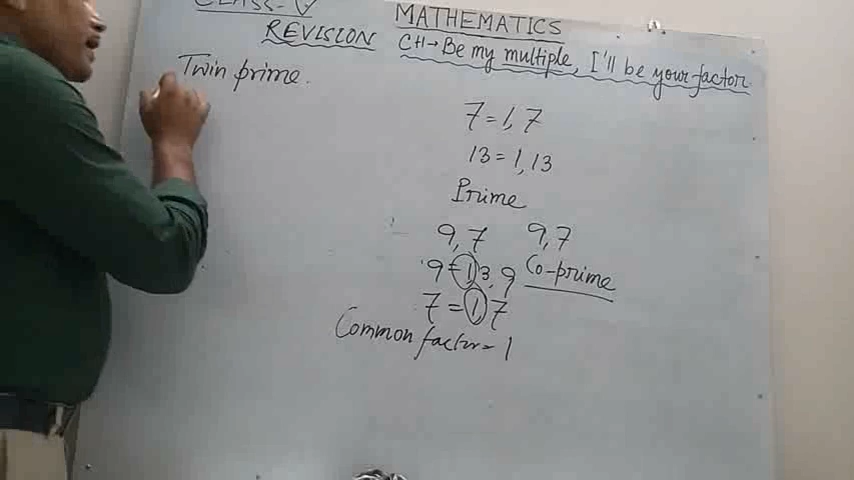 CLASS-V
MATHEMATICS
REVISION CH→Be my multiple, I'll be your factor
Twin prime.
7=1,7
13=1,13
Prime
9,7 9,7
9=1,3,9 Co-prime
7=1,7
Common factor=1